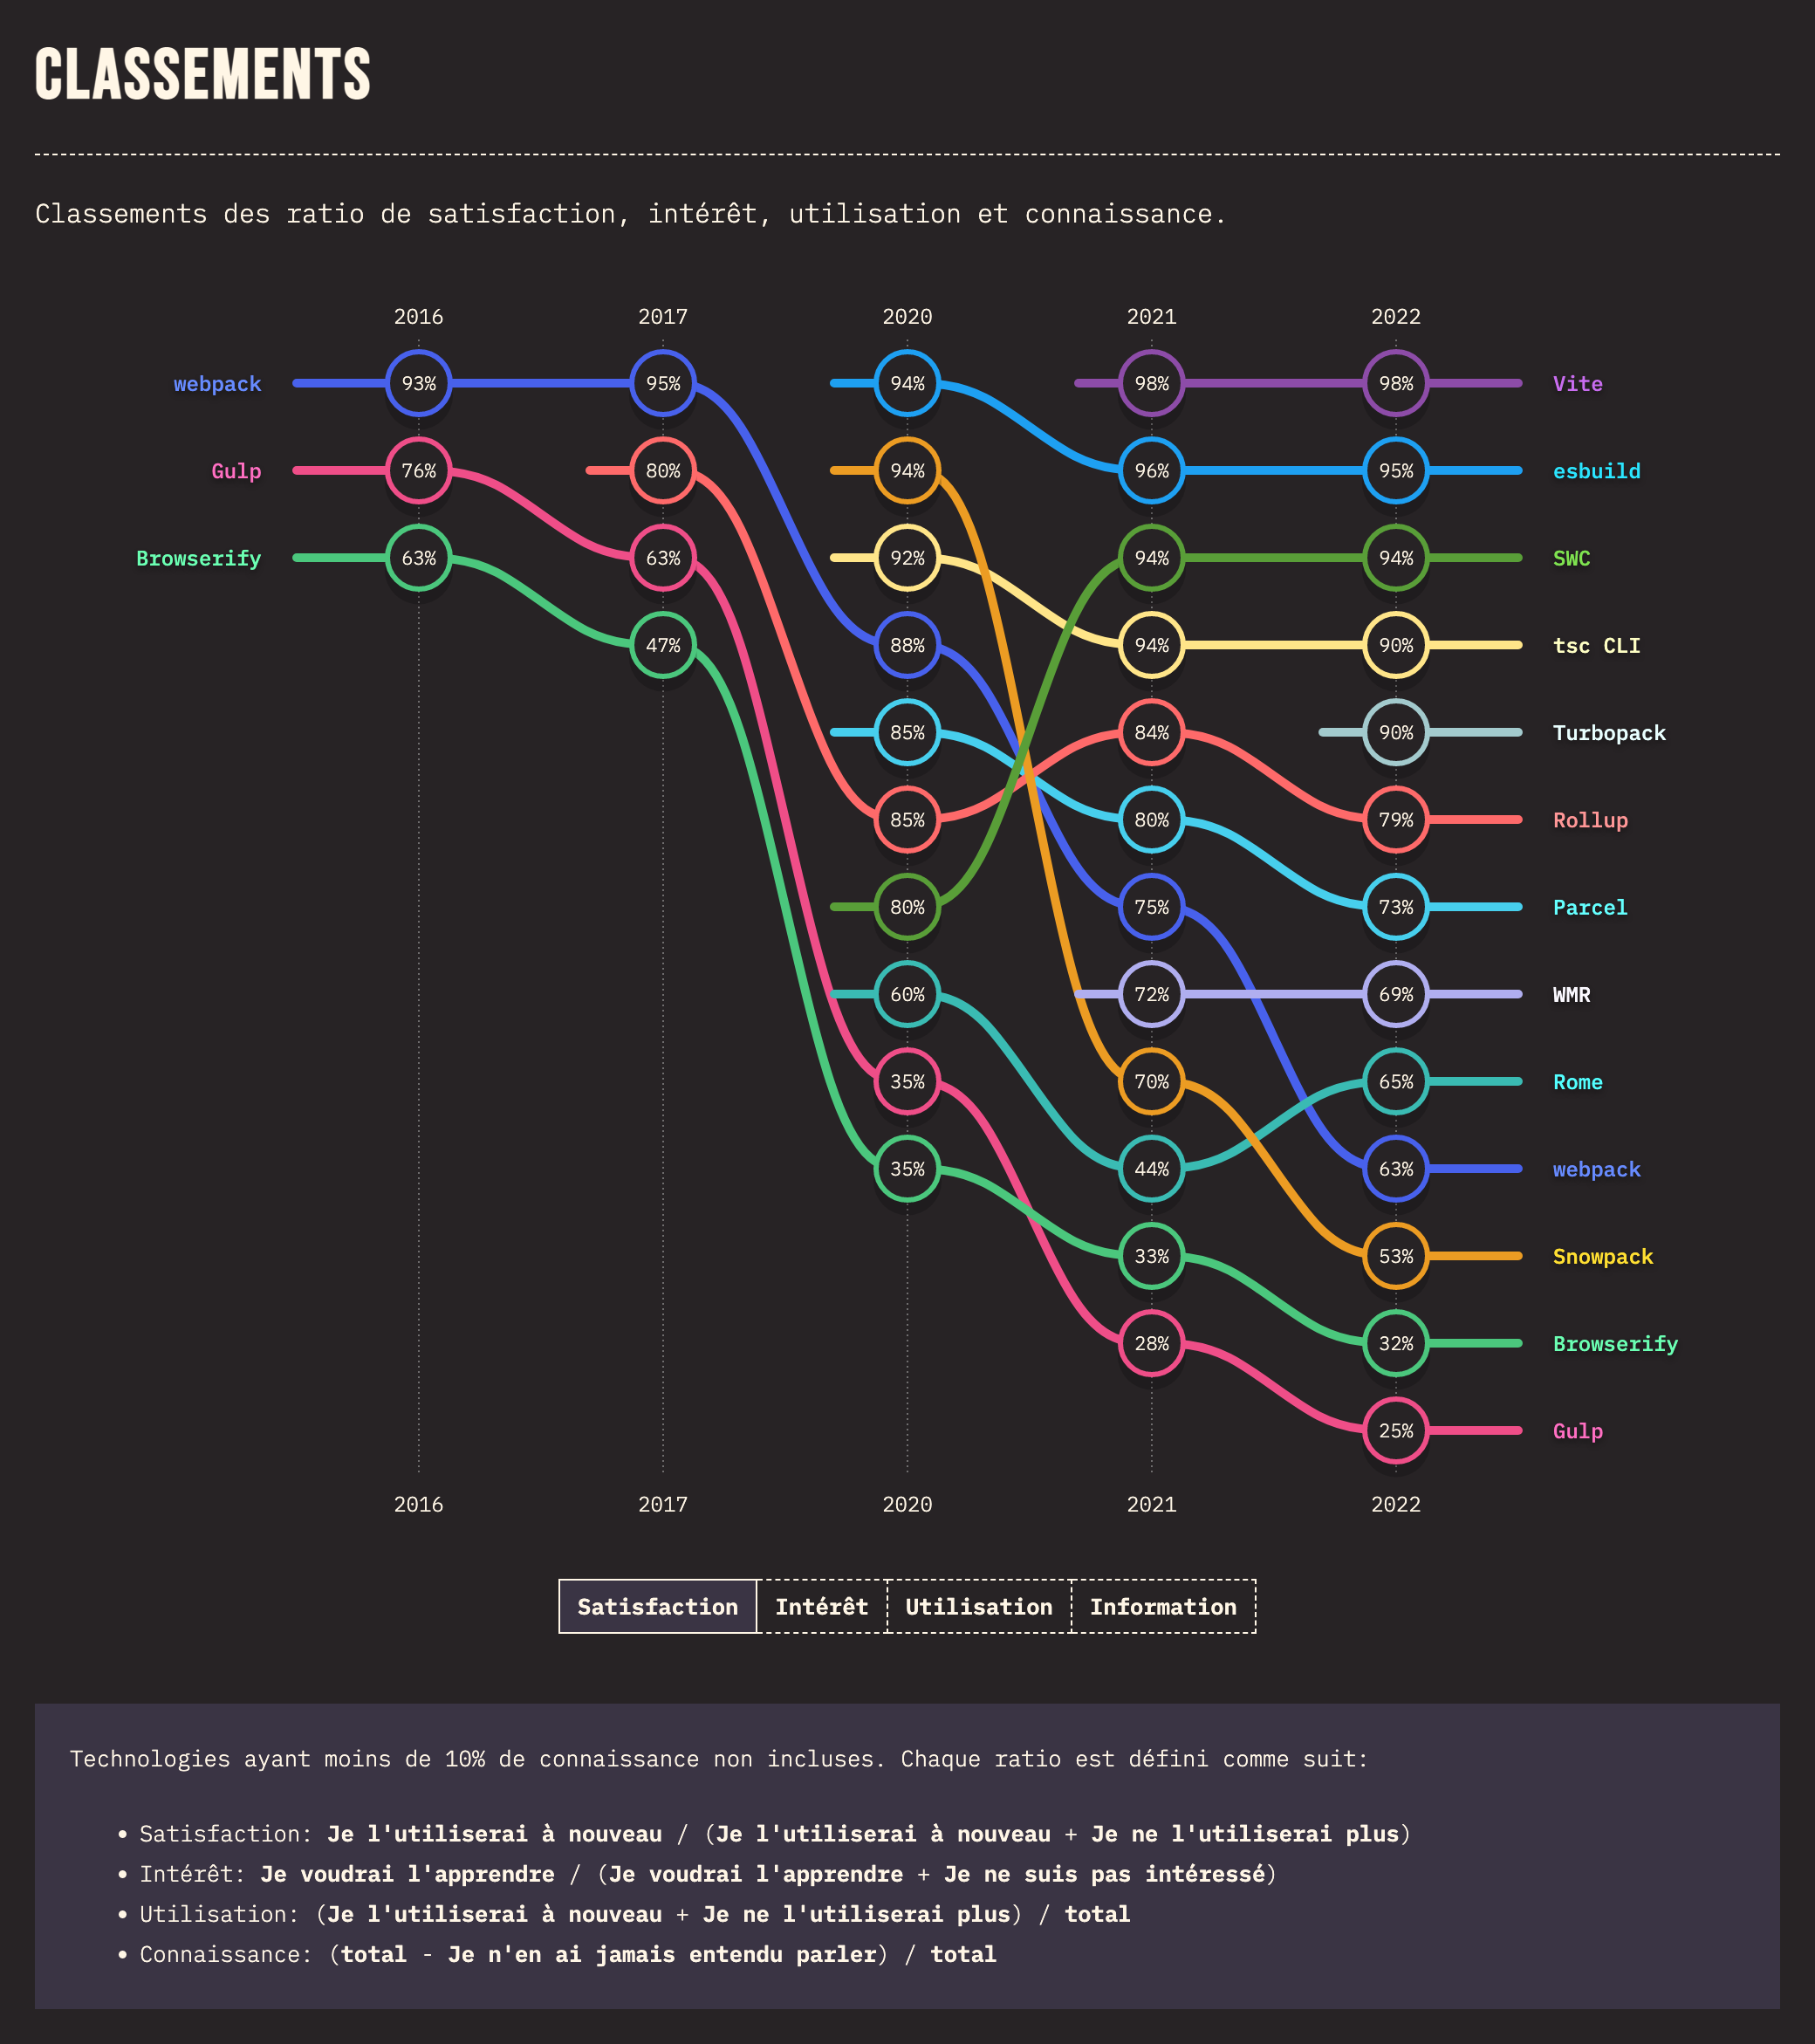 CLASSEMENTS
Classements des ratio de satisfaction, intérêt, utilisation et connaissance.
2016 2017 2020 2021 2022
webpack 93% 95% 94% 98% 98% Vite
Gulp 76% 80% 94% 96% 95% esbuild
Browserify 63% 63% 92% 94% 94% SWC
47% 88% 94% 90% tsc CLI
85% 84% 90% Turbopack
85% 80% 79% Rollup
80% 75% 73% Parcel
60% 72% 69% WMR
35% 70% 65% Rome
35% 44% 63% webpack
33% 53% Snowpack
28% 32% Browserify
25% Gulp
2016 2017 2020 2021 2022
Satisfaction Intérêt Utilisation Information
Technologies ayant moins de 10% de connaissance non incluses. Chaque ratio est défini comme suit:
• Satisfaction: Je l'utiliserai à nouveau / (Je l'utiliserai à nouveau + Je ne l'utiliserai plus)
• Intérêt: Je voudrai l'apprendre / (Je voudrai l'apprendre + Je ne suis pas intéressé)
• Utilisation: (Je l'utiliserai à nouveau + Je ne l'utiliserai plus) / total
• Connaissance: (total - Je n'en ai jamais entendu parler) / total